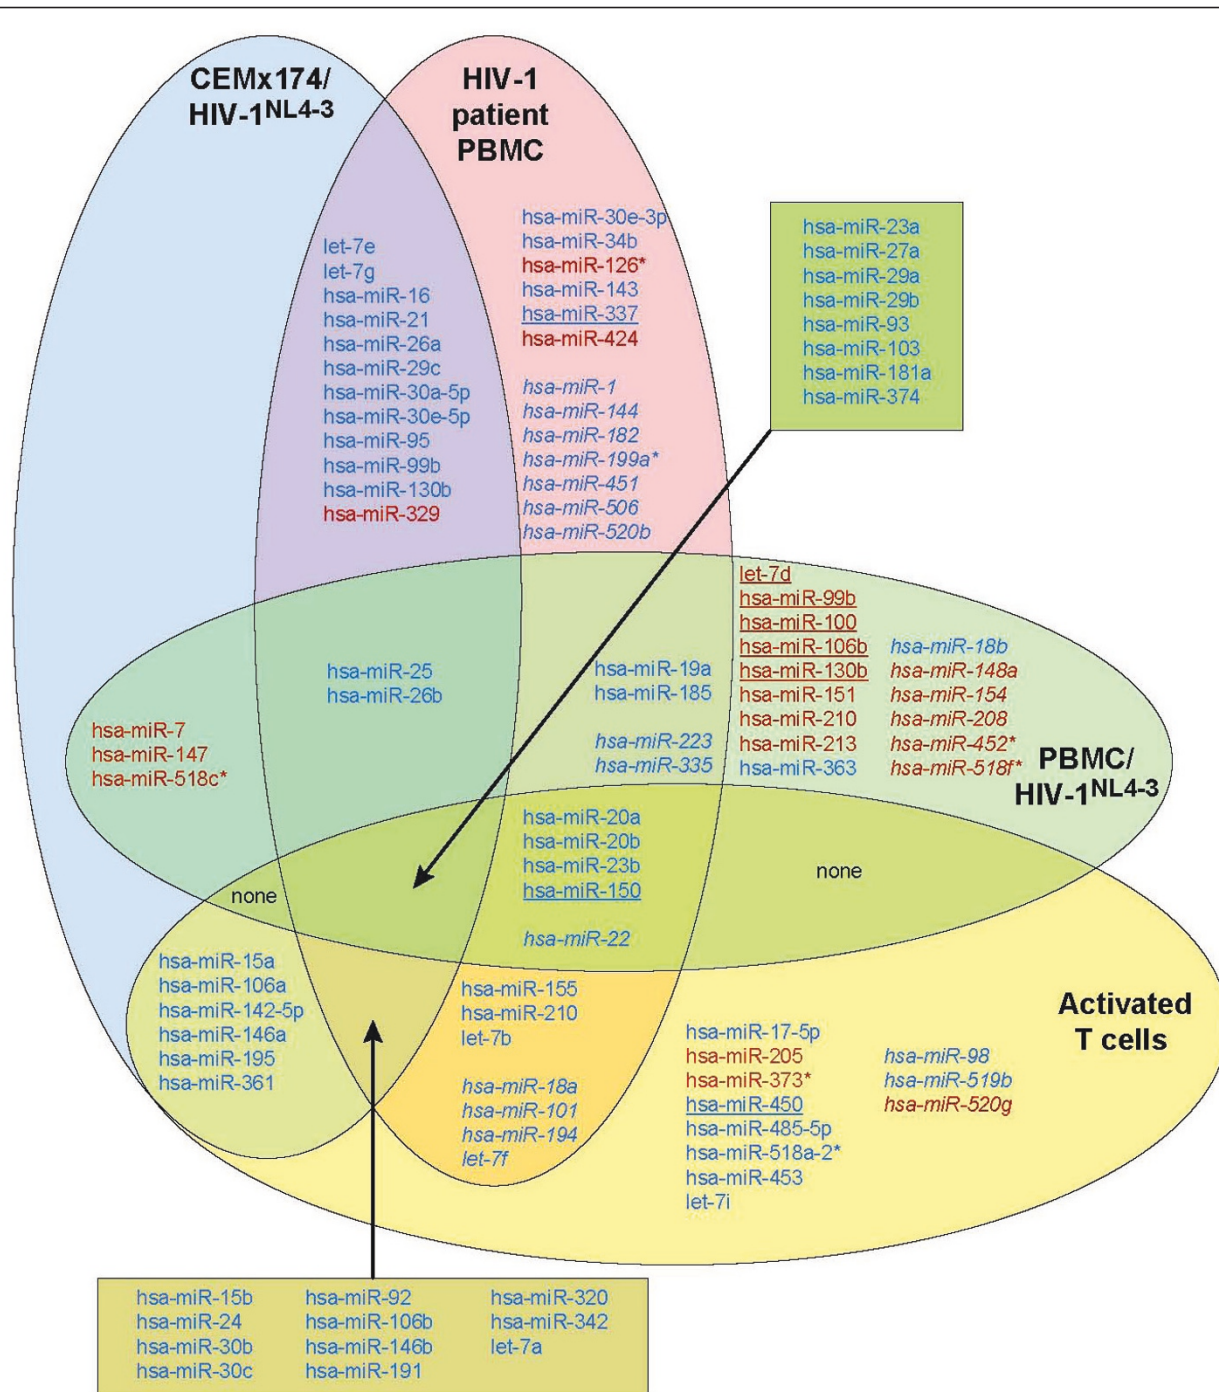 CEMx174/
HIV-1NL4-3
HIV-1
patient
PBMC
let-7e
let-7g
hsa-miR-16
hsa-miR-21
hsa-miR-26a
hsa-miR-29c
hsa-miR-30a-5p
hsa-miR-30e-5p
hsa-miR-95
hsa-miR-99b
hsa-miR-130b
hsa-miR-329
hsa-miR-30e-3p
hsa-miR-34b
hsa-miR-126*
hsa-miR-143
hsa-miR-337
hsa-miR-424
hsa-miR-1
hsa-miR-144
hsa-miR-182
hsa-miR-199a*
hsa-miR-451
hsa-miR-506
hsa-miR-520b
hsa-miR-23a
hsa-miR-27a
hsa-miR-29a
hsa-miR-29b
hsa-miR-93
hsa-miR-103
hsa-miR-181a
hsa-miR-374
hsa-miR-7
hsa-miR-147
hsa-miR-518c*
hsa-miR-25
hsa-miR-26b
hsa-miR-19a
hsa-miR-185
hsa-miR-223
hsa-miR-335
let-7d
hsa-miR-99b
hsa-miR-100
hsa-miR-106b
hsa-miR-130b
hsa-miR-151
hsa-miR-210
hsa-miR-213
hsa-miR-363
hsa-miR-18b
hsa-miR-148a
hsa-miR-154
hsa-miR-208
hsa-miR-452*
hsa-miR-518f*
PBMC/
HIV-1NL4-3
none
hsa-miR-20a
hsa-miR-20b
hsa-miR-23b
hsa-miR-150
hsa-miR-22
none
hsa-miR-15a
hsa-miR-106a
hsa-miR-142-5p
hsa-miR-146a
hsa-miR-195
hsa-miR-361
hsa-miR-155
hsa-miR-210
let-7b
hsa-miR-18a
hsa-miR-101
hsa-miR-194
let-7f
Activated
T cells
hsa-miR-17-5p
hsa-miR-205
hsa-miR-373*
hsa-miR-450
hsa-miR-485-5p
hsa-miR-518a-2*
hsa-miR-453
let-7i
hsa-miR-98
hsa-miR-519b
hsa-miR-520g
hsa-miR-15b
hsa-miR-24
hsa-miR-30b
hsa-miR-30c
hsa-miR-92
hsa-miR-106b
hsa-miR-146b
hsa-miR-191
hsa-miR-320
hsa-miR-342
let-7a